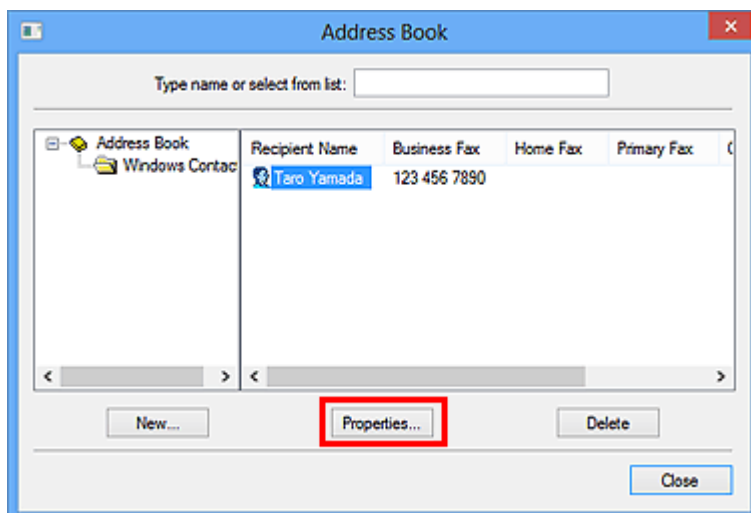 Address Book
Type name or select from list:
Address Book
Windows Contac
Recipient Name Business Fax Home Fax Primary Fax
Taro Yamada 123 456 7890
New... Properties... Delete
Close